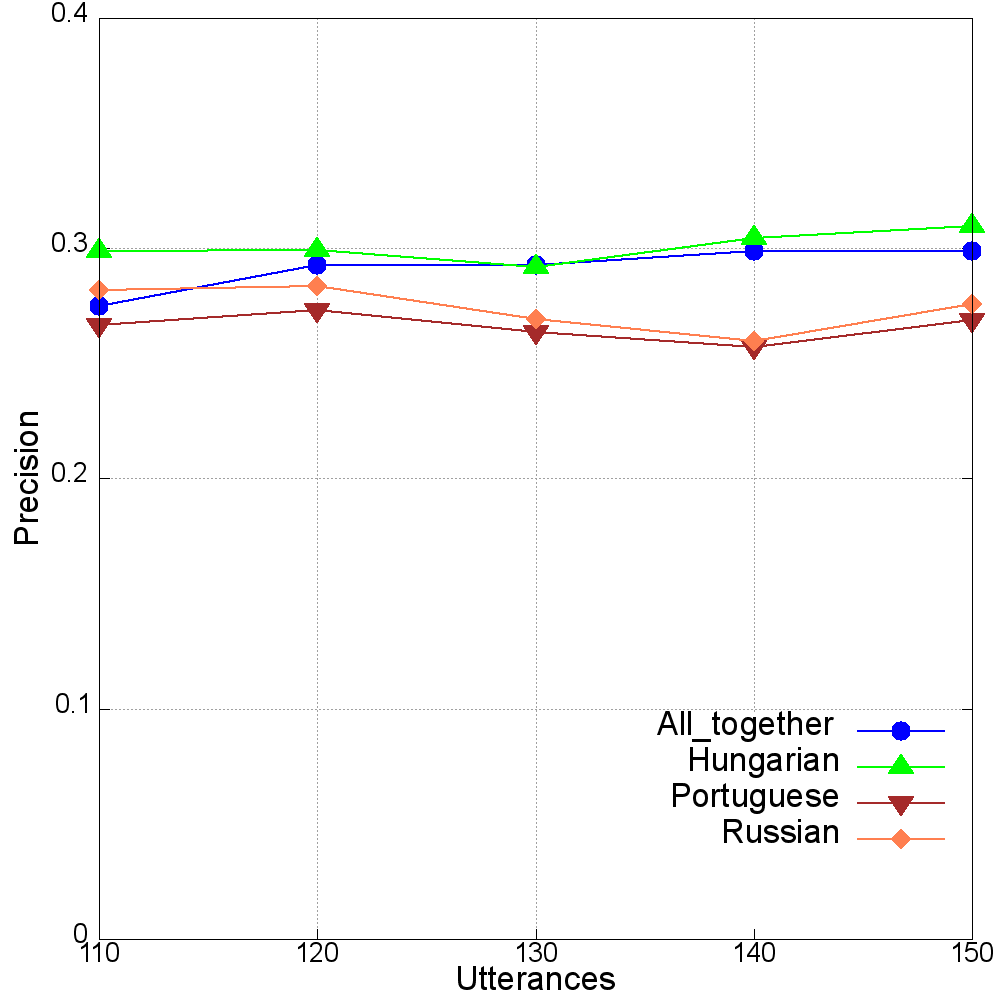 0.4
0.3
0.2
0.1
0
Precision
110 120 130 140 150
Utterances
All_together
Hungarian
Portuguese
Russian